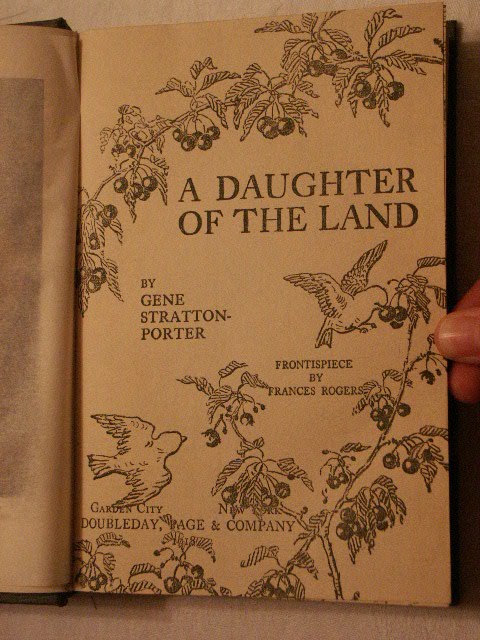 A DAUGHTER
OF THE LAND
BY
GENE
STRATTON-
PORTER
FRONTISPIECE
BY
FRANCES ROGERS
GARDEN CITY NEW YORK
DOUBLEDAY, PAGE & COMPANY
1918